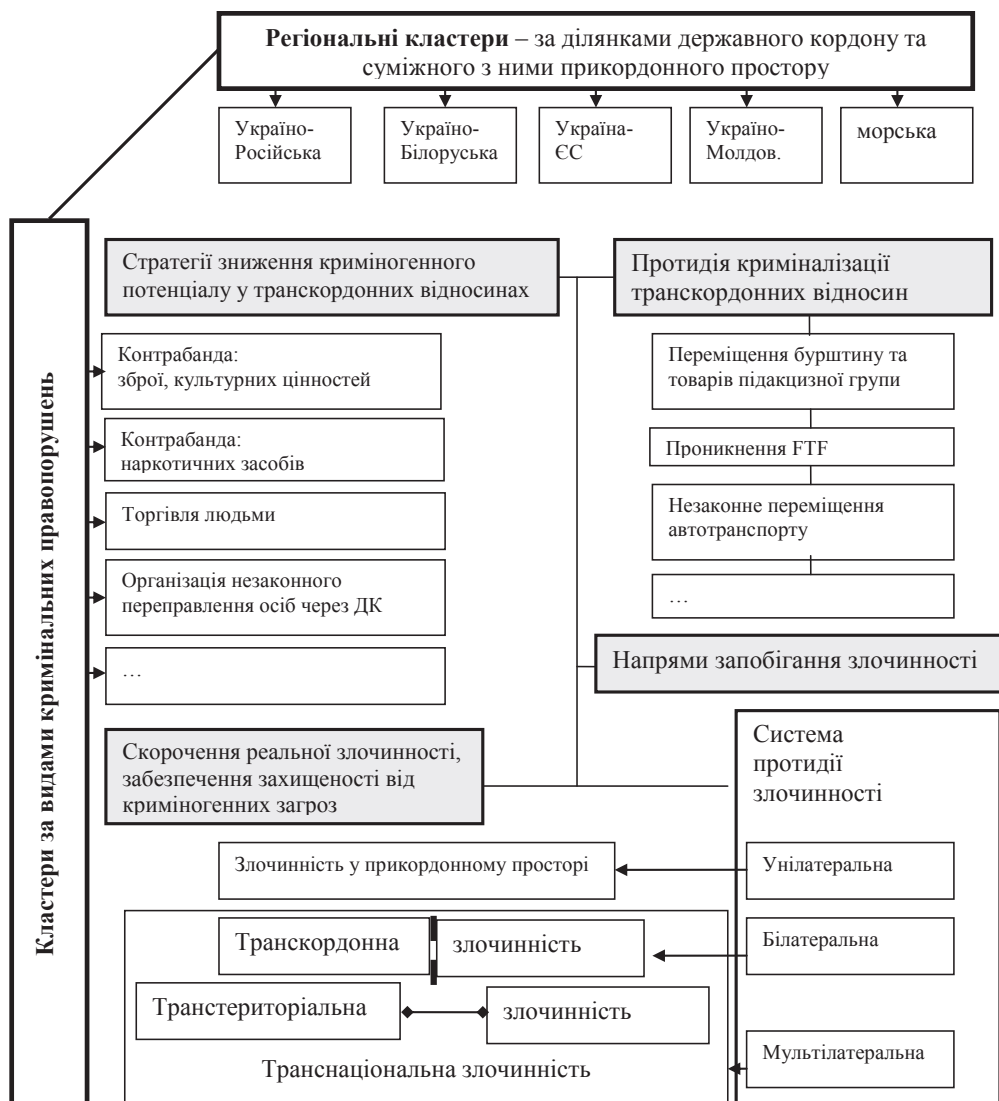 Регіональні кластери – за ділянками державного кордону та
суміжного з ними прикордонного простору
Україно-
Російська
Україно-
Білоруська
Україна-
ЄС
Україно-
Молдов.
морська
Кластери за видами кримінальних правопорушень
Стратегії зниження криміногенного
потенціалу у транскордонних відносинах
Протидія криміналізації
транскордонних відносин
Контрабанда:
зброї, культурних цінностей
Контрабанда:
наркотичних засобів
Торгівля людьми
Організація незаконного
переправлення осіб через ДК
…
Переміщення бурштину та
товарів підакцизної групи
Проникнення FTF
Незаконне переміщення
автотранспорту
…
Напрями запобігання злочинності
Скорочення реальної злочинності,
забезпечення захищеності від
криміногенних загроз
Система
протидії
злочинності
Злочинність у прикордонному просторі
Унілатеральна
Транскордонна злочинність
Білатеральна
Транстериторіальна злочинність
Транснаціональна злочинність
Мультілатеральна